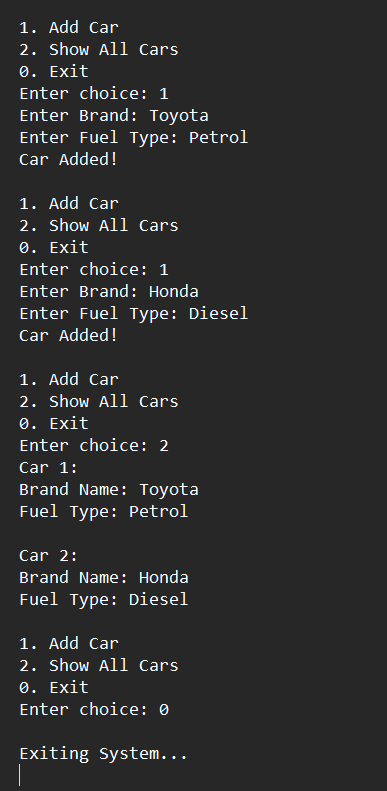 1. Add Car
2. Show All Cars
0. Exit
Enter choice: 1
Enter Brand: Toyota
Enter Fuel Type: Petrol
Car Added!

1. Add Car
2. Show All Cars
0. Exit
Enter choice: 1
Enter Brand: Honda
Enter Fuel Type: Diesel
Car Added!

1. Add Car
2. Show All Cars
0. Exit
Enter choice: 2
Car 1:
Brand Name: Toyota
Fuel Type: Petrol

Car 2:
Brand Name: Honda
Fuel Type: Diesel

1. Add Car
2. Show All Cars
0. Exit
Enter choice: 0

Exiting System...